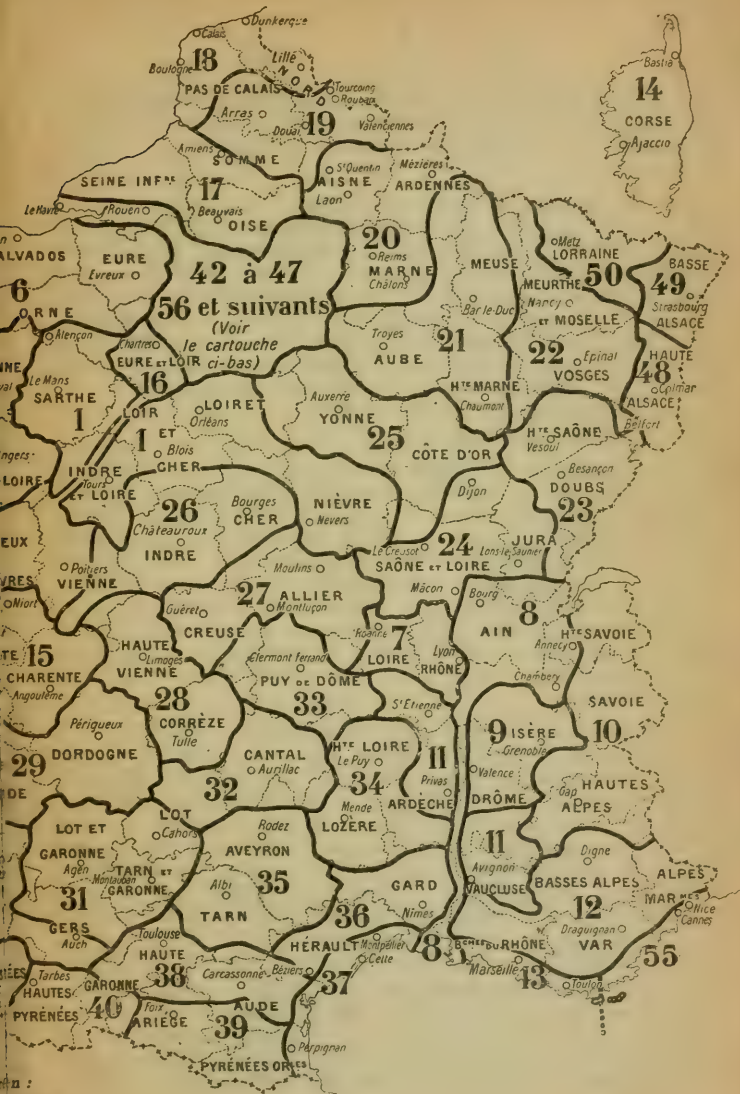 Dunkerque
Calais
Lille
Boulogne
18
NORD
Tourcoing
Roubaix
PAS DE CALAIS
Arras
Douai
19
Valenciennes
Bastia
14
CORSE
Ajaccio
Amiens
SOMME
St Quentin
Mézières
SEINE INFRE
17
AISNE
ARDENNES
Laon
Le Havre
Rouen
Beauvais
OISE
20
Reims
MARNE
Châlons
MEUSE
Metz
LORRAINE
50
BASSE
49
Strasbourg
ALSACE
ALVADOS
EURE
Evreux
42 à 47
56 et suivants
(Voir
le cartouche
ci-bas)
MEURTHE
Nancy
ET MOSELLE
Bar le Duc
6
ORNE
Alençon
Chartres
EURE ET LOIR
16
Troyes
AUBE
21
22
Epinal
VOSGES
HAUTE
48
Colmar
ALSACE
Le Mans
SARTHE
1
LOIRET
Orléans
Auxerre
YONNE
25
HTE MARNE
Chaumont
Belfort
LOIR
1
ET
Blois
CHER
CÔTE D'OR
HTE SAÔNE
Vesoul
Besançon
DOUBS
23
ngers
LOIRE
INDRE
Tours
ET LOIRE
26
Bourges
CHER
NIÈVRE
Nevers
Dijon
Châteauroux
INDRE
24
JURA
Lons-le-Saunier
EUX
Le Creusot
SAÔNE ET LOIRE
Poitiers
VIENNE
Moulins
VRES
Niort
27
ALLIER
Montluçon
Mâcon
Bourg
8
AIN
Guéret
CREUSE
Roanne
7
LOIRE
Lyon
RHÔNE
Annecy
HTE SAVOIE
15
CHARENTE
Angoulême
HAUTE
Limoges
VIENNE
Clermont Ferrand
PUY DE DÔME
33
Chambéry
28
CORRÈZE
Tulle
St Etienne
SAVOIE
Périgueux
29
DORDOGNE
DE
9
ISÈRE
Grenoble
10
CANTAL
Aurillac
32
HTE LOIRE
Le Puy
34
11
Privas
ARDÈCHE
Valence
DRÔME
HAUTES
Gap
ALPES
Mende
LOZÈRE
LOT
Cahors
LOT ET
GARONNE
Agen
Rodez
AVEYRON
11
Avignon
VAUCLUSE
Digne
BASSES ALPES
12
ALPES
MARMES
Nice
Cannes
Montauban
TARN ET
GARONNE
31
Albi
35
TARN
GARD
Nîmes
GERS
Auch
36
HÉRAULT
Montpellier
Cette
8
BCHES DU RHÔNE
Marseille
13
Draguignan
VAR
Toulon
55
Toulouse
HAUTE
38
GARONNE
Carcassonne
Béziers
37
Tarbes
HAUTES
PYRÉNÉES
40
Foix
ARIÈGE
AUDE
39
Perpignan
PYRÉNÉES ORLES